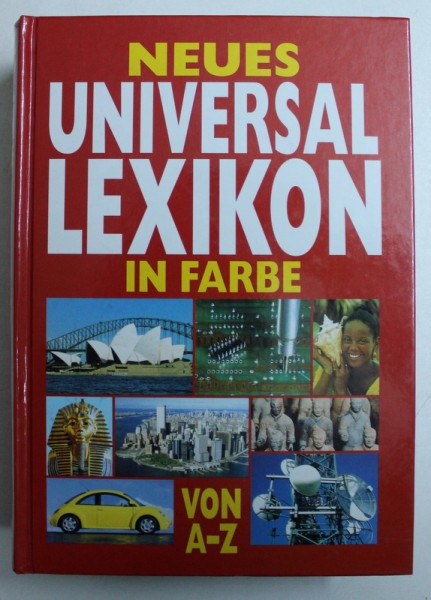 NEUES
UNIVERSAL
LEXIKON
IN FARBE
VON
A-Z